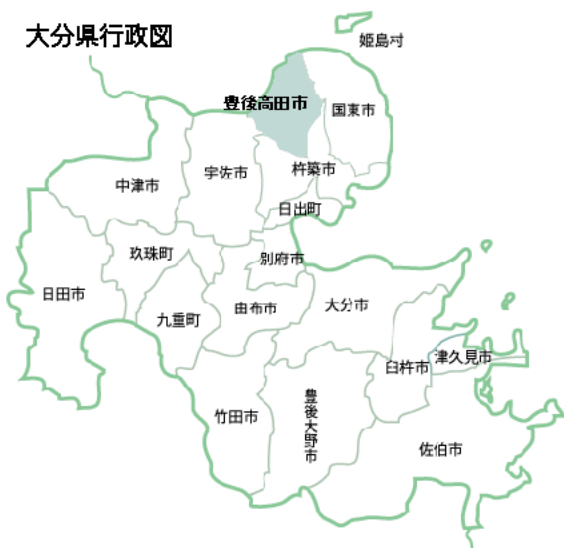 大分県行政図
姫島村
豊後高田市
国東市
中津市
宇佐市
杵築市
日出町
玖珠町
別府市
日田市
九重町
由布市
大分市
臼杵市
津久見市
竹田市
豊後大野市
佐伯市